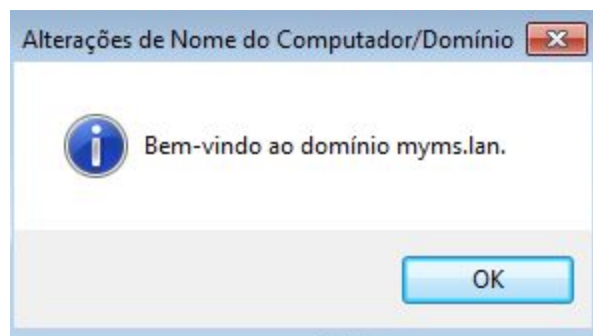 Alterações de Nome do Computador/Domínio
Bem-vindo ao domínio myms.lan.
OK